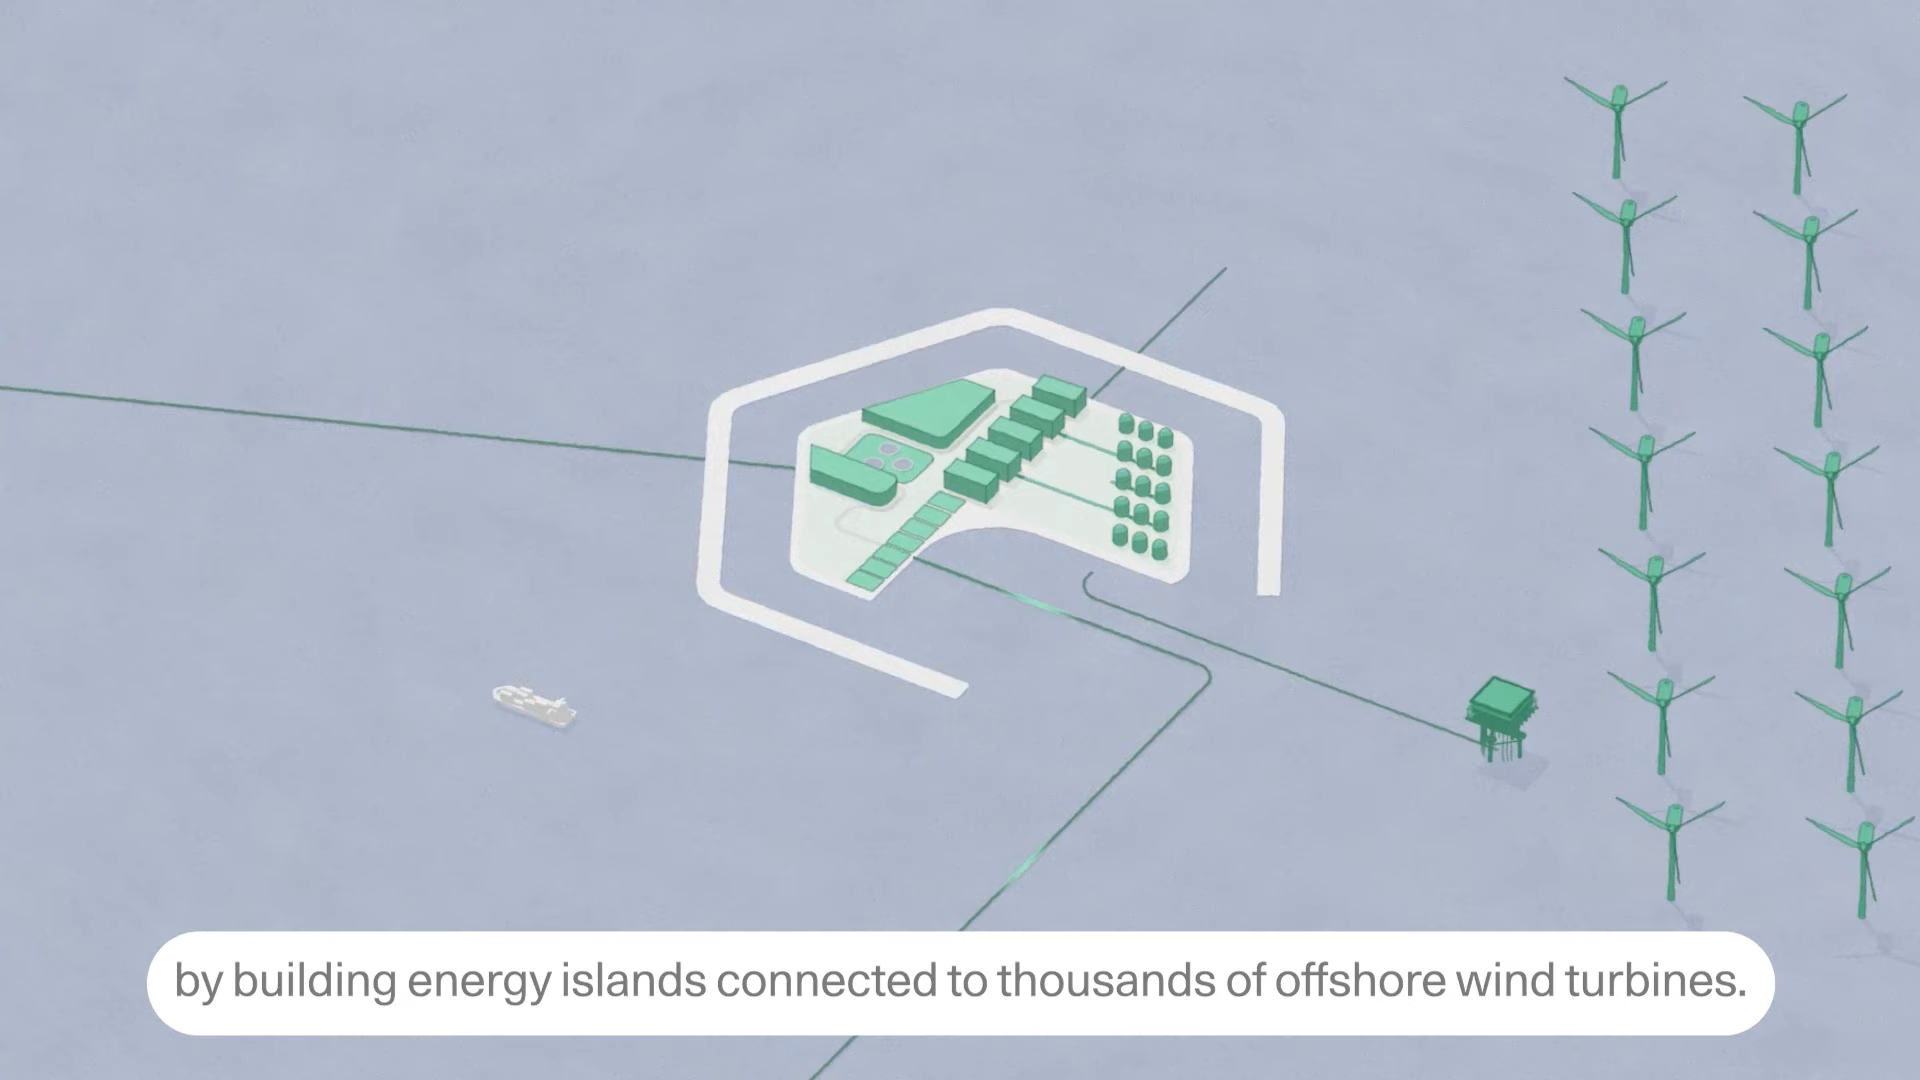 by building energy islands connected to thousands of offshore wind turbines.